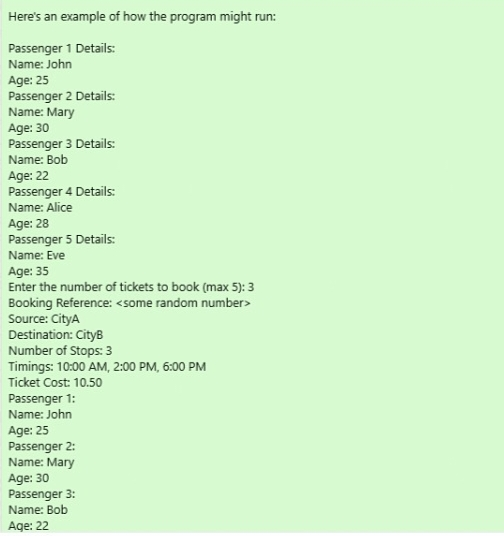 Here's an example of how the program might run:
Passenger 1 Details:
Name: John
Age: 25
Passenger 2 Details:
Name: Mary
Age: 30
Passenger 3 Details:
Name: Bob
Age: 22
Passenger 4 Details:
Name: Alice
Age: 28
Passenger 5 Details:
Name: Eve
Age: 35
Enter the number of tickets to book (max 5): 3
Booking Reference: <some random number>
Source: CityA
Destination: CityB
Number of Stops: 3
Timings: 10:00 AM, 2:00 PM, 6:00 PM
Ticket Cost: 10.50
Passenger 1:
Name: John
Age: 25
Passenger 2:
Name: Mary
Age: 30
Passenger 3:
Name: Bob
Age: 22